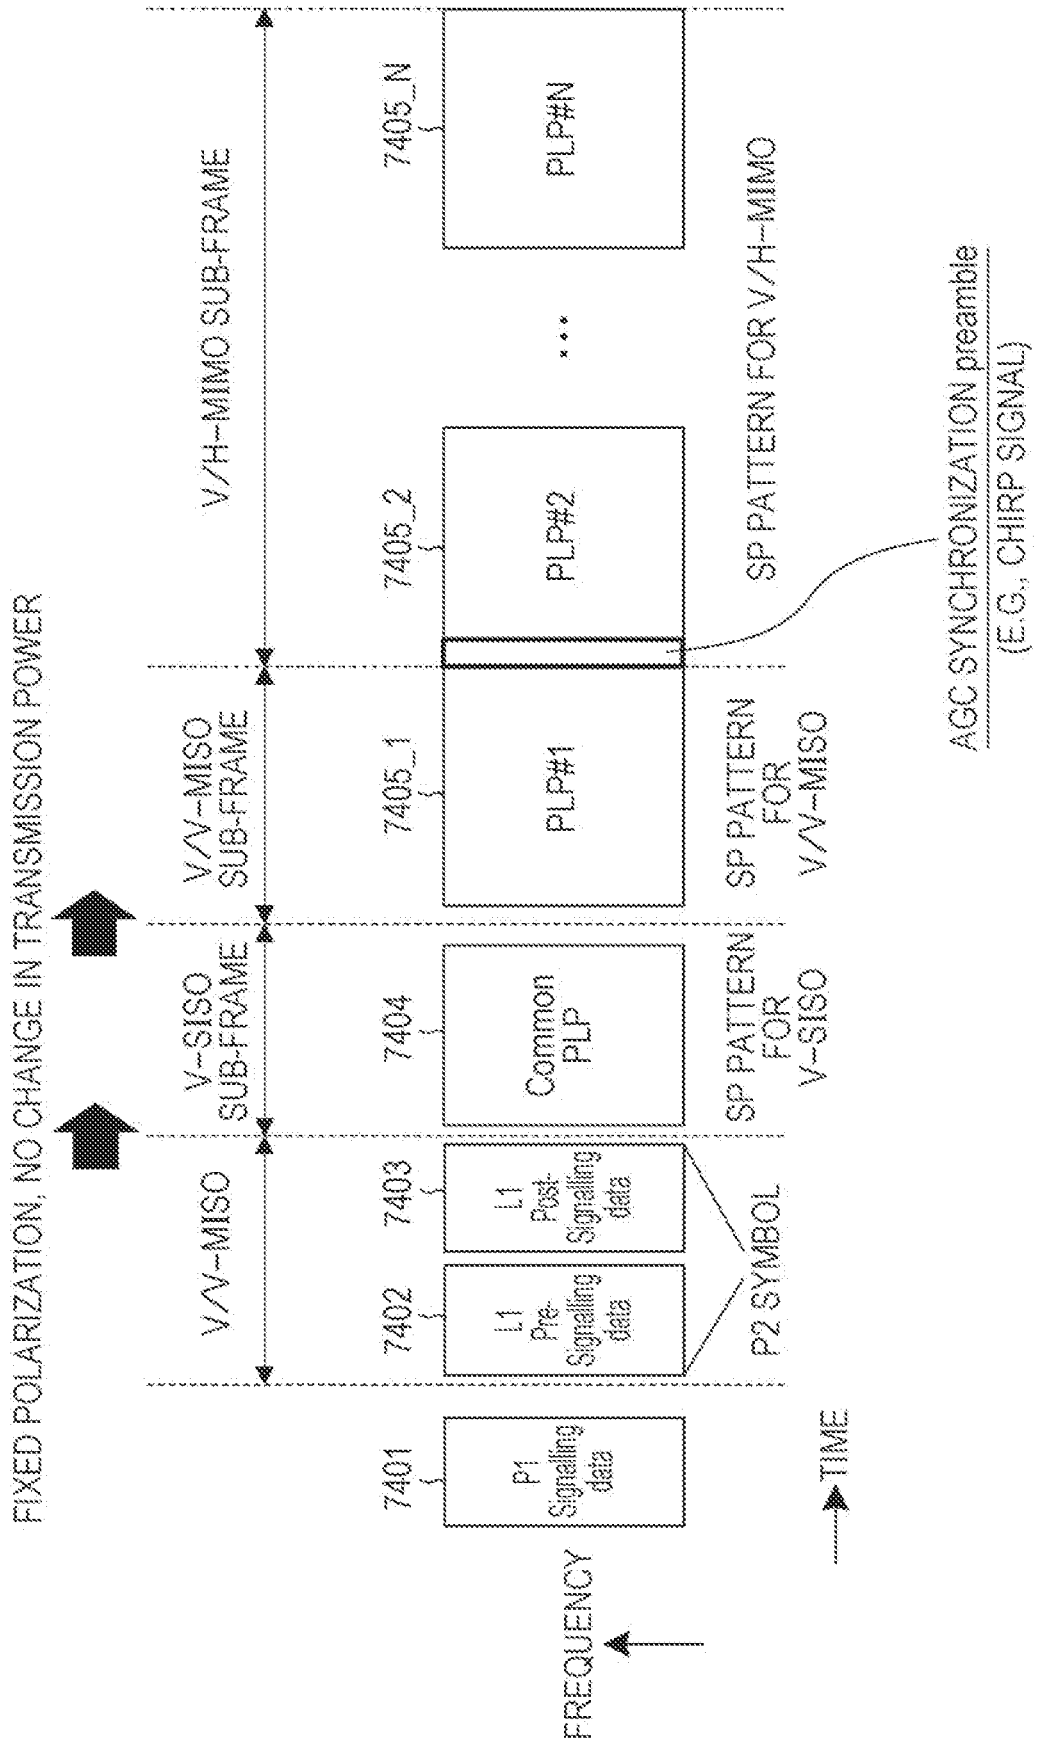 FIXED POLARIZATION, NO CHANGE IN TRANSMISSION POWER
V/V-MISO
V-SISO
SUB-FRAME
V/V-MISO
SUB-FRAME
V/H-MIMO SUB-FRAME
7401
7402
7403
7404
7405_1
7405_2
7405_N
P1
Signalling
data
L1
Pre-
Signalling
data
L1
Post-
Signalling
data
Common
PLP
PLP#1
PLP#2
...
PLP#N
FREQUENCY
P2 SYMBOL
SP PATTERN
FOR
V-SISO
SP PATTERN
FOR
V/V-MISO
SP PATTERN FOR V/H-MIMO
TIME
AGC SYNCHRONIZATION preamble
(E.G., CHIRP SIGNAL)